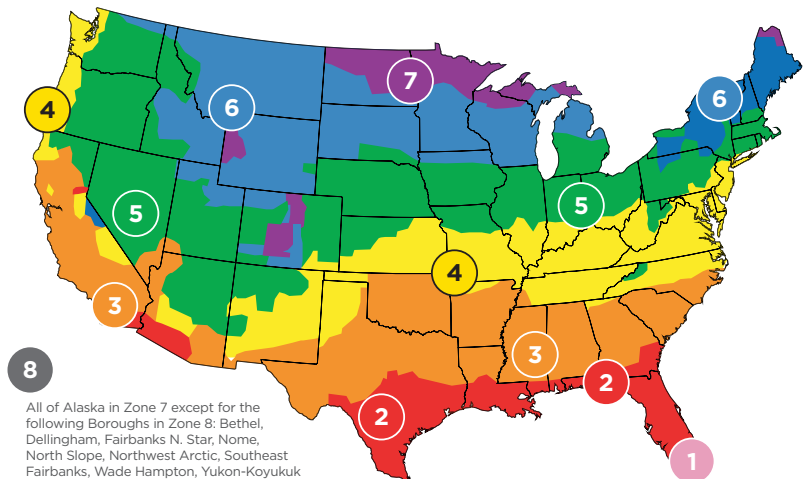 7
6
6
4
5
5
4
3
3
8
2
2
1
All of Alaska in Zone 7 except for the
following Boroughs in Zone 8: Bethel,
Dellingham, Fairbanks N. Star, Nome,
North Slope, Northwest Arctic, Southeast
Fairbanks, Wade Hampton, Yukon-Koyukuk